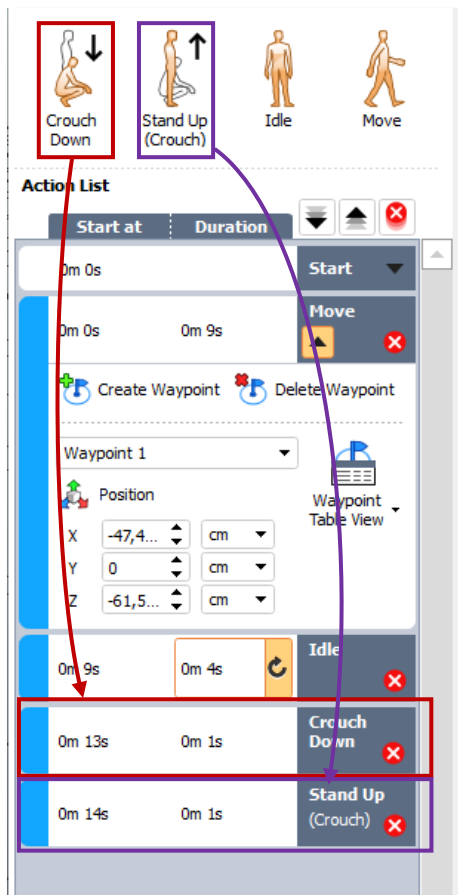 Crouch
Down
Stand Up
(Crouch)
Idle
Move
Action List
Start at
Duration
0m 0s
Start
0m 0s
0m 9s
Move
Create Waypoint
Delete Waypoint
Waypoint 1
Position
Waypoint
Table View
X
-47,4...
cm
Y
0
cm
Z
-61,5...
cm
0m 9s
0m 4s
Idle
0m 13s
0m 1s
Crouch
Down
0m 14s
0m 1s
Stand Up
(Crouch)